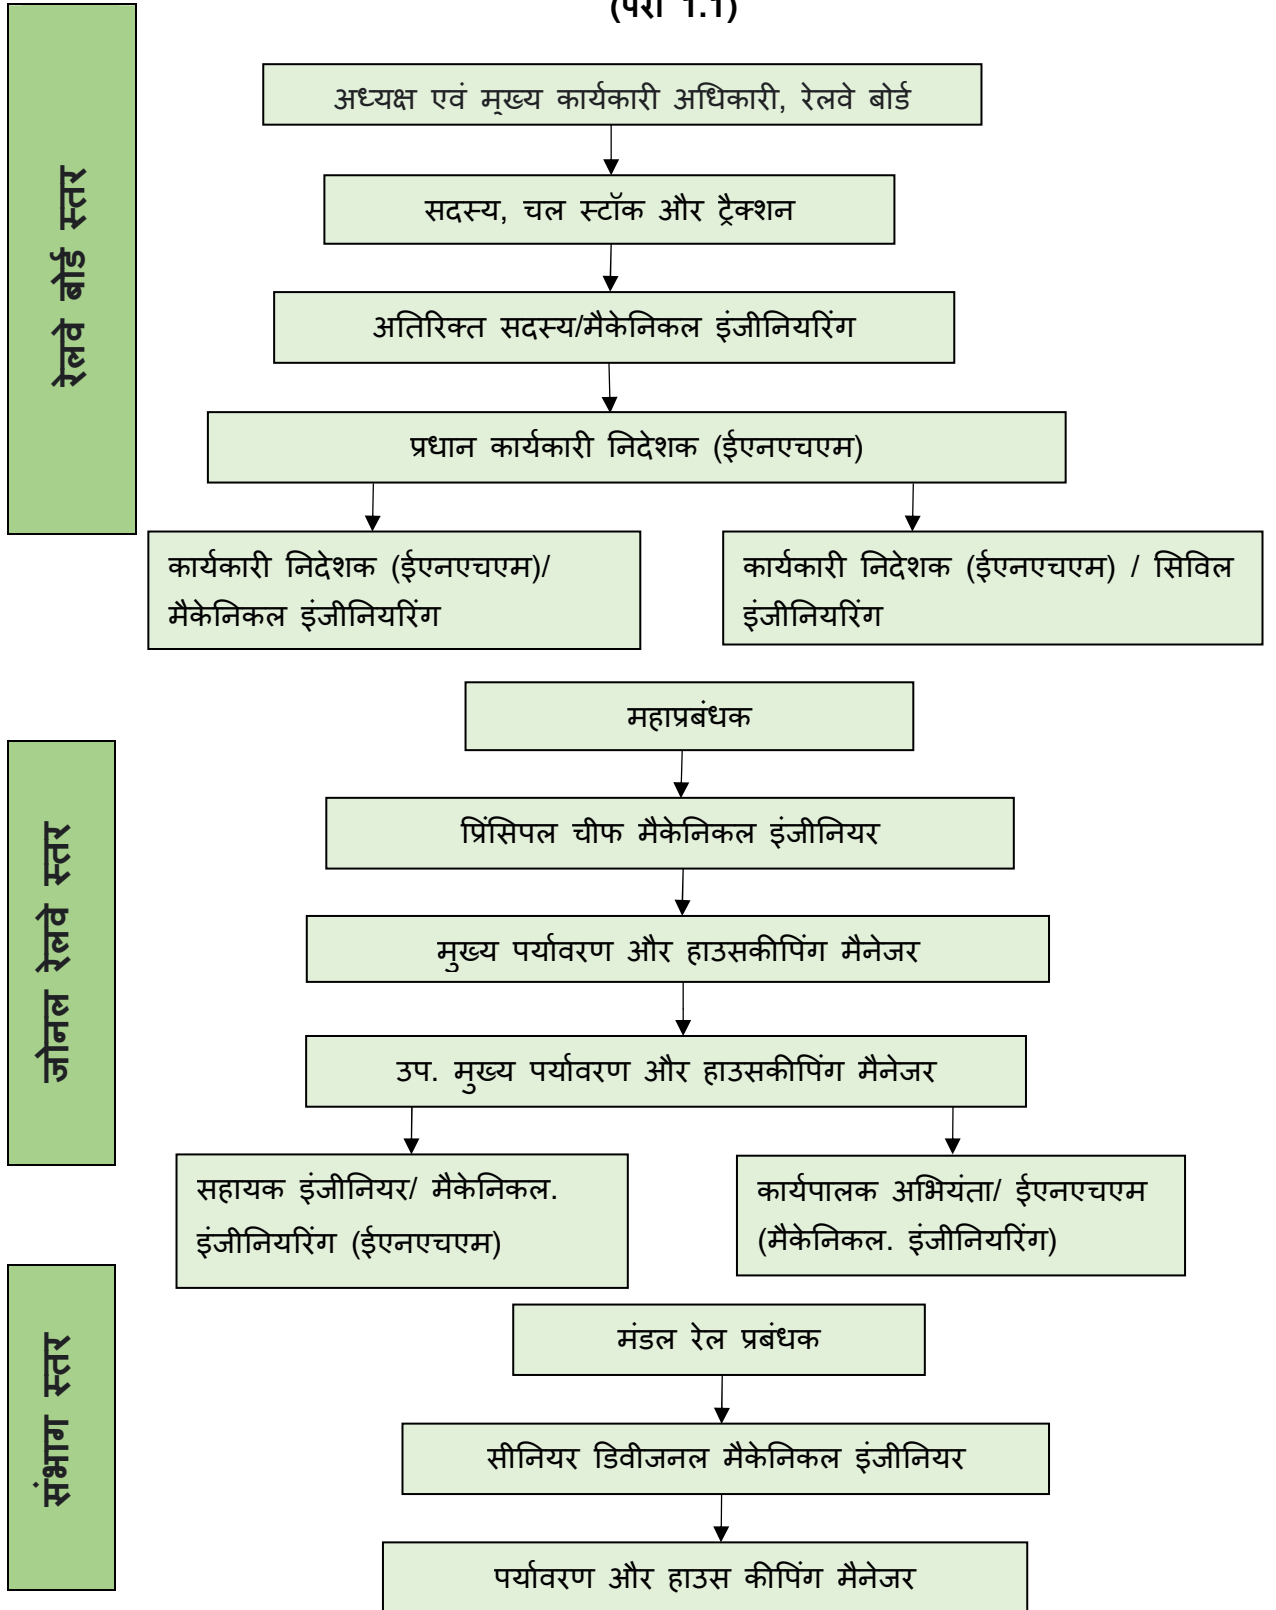 (पैरा 1.1)
रेलवे बोर्ड स्तर
अध्यक्ष एवं मुख्य कार्यकारी अधिकारी, रेलवे बोर्ड
सदस्य, चल स्टॉक और ट्रैक्शन
अतिरिक्त सदस्य/मैकेनिकल इंजीनियरिंग
प्रधान कार्यकारी निदेशक (ईएनएचएम)
कार्यकारी निदेशक (ईएनएचएम)/
मैकेनिकल इंजीनियरिंग
कार्यकारी निदेशक (ईएनएचएम) / सिविल
इंजीनियरिंग
जोनल रेलवे स्तर
महाप्रबंधक
प्रिंसिपल चीफ मैकेनिकल इंजीनियर
मुख्य पर्यावरण और हाउसकीपिंग मैनेजर
उप. मुख्य पर्यावरण और हाउसकीपिंग मैनेजर
सहायक इंजीनियर/ मैकेनिकल.
इंजीनियरिंग (ईएनएचएम)
कार्यपालक अभियंता/ ईएनएचएम
(मैकेनिकल. इंजीनियरिंग)
संभाग स्तर
मंडल रेल प्रबंधक
सीनियर डिवीजनल मैकेनिकल इंजीनियर
पर्यावरण और हाउस कीपिंग मैनेजर